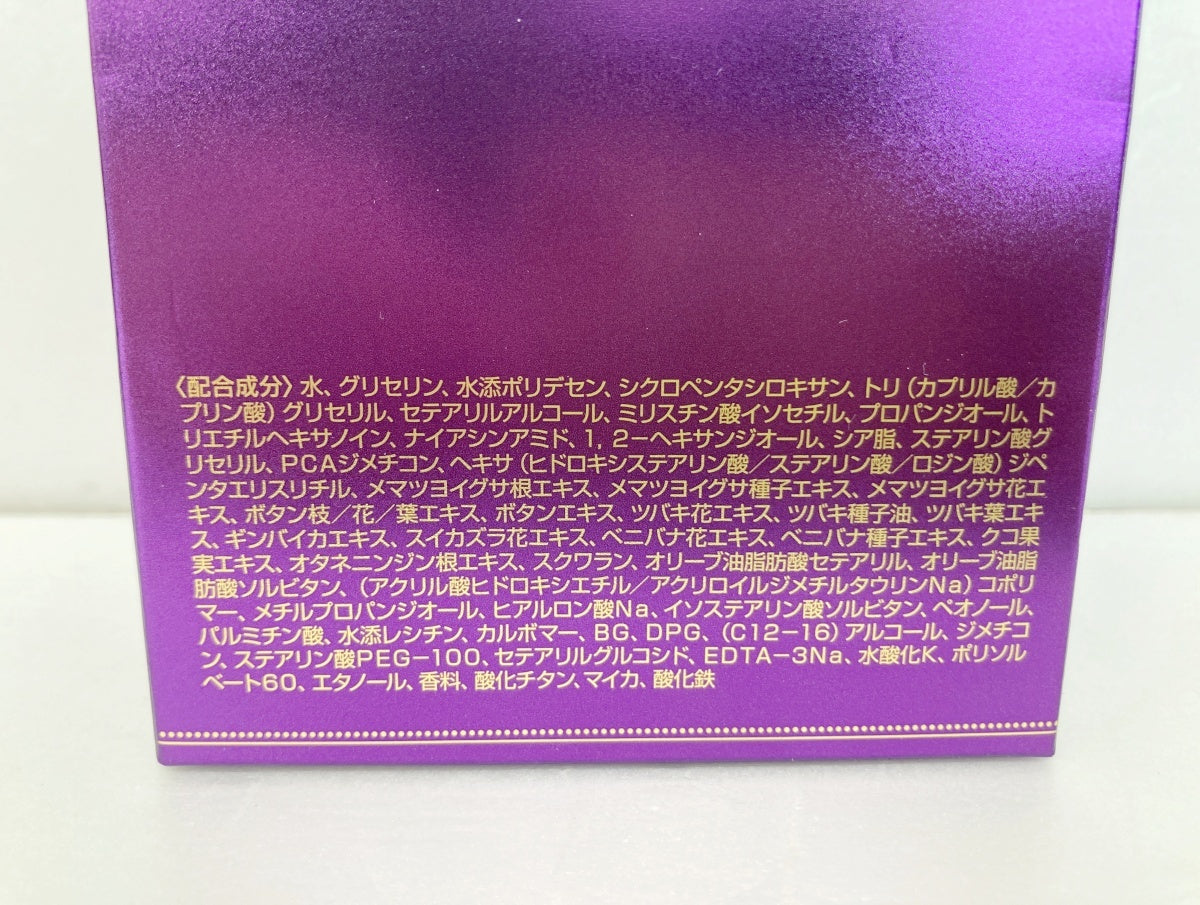 〈配合成分〉水、グリセリン、水添ポリデセン、シクロペンタシロキサン、トリ（カプリル酸／カ
プリン酸）グリセリル、セテアリルアルコール、ミリスチン酸イソセチル、プロパンジオール、ト
リエチルヘキサノイン、ナイアシンアミド、1，2－ヘキサンジオール、シア脂、ステアリン酸グ
リセリル、PCAジメチコン、ヘキサ（ヒドロキシステアリン酸／ステアリン酸／ロジン酸）ジペ
ンタエリスリチル、メマツヨイグサ根エキス、メマツヨイグサ種子エキス、メマツヨイグサ花エ
キス、ボタン枝／花／葉エキス、ボタンエキス、ツバキ花エキス、ツバキ種子油、ツバキ葉エキ
ス、ギンバイカエキス、スイカズラ花エキス、ベニバナ花エキス、ベニバナ種子エキス、クコ果
実エキス、オタネニンジン根エキス、スクワラン、オリーブ油脂肪酸セテアリル、オリーブ油脂
肪酸ソルビタン、（アクリル酸ヒドロキシエチル／アクリロイルジメチルタウリンNa）コポリ
マー、メチルプロパンジオール、ヒアルロン酸Na、イソステアリン酸ソルビタン、ペオノール、
パルミチン酸、水添レシチン、カルボマー、BG、DPG、（C12－16）アルコール、ジメチコ
ン、ステアリン酸PEG－100、セテアリルグルコシド、EDTA－3Na、水酸化K、ポリソル
ベート60、エタノール、香料、酸化チタン、マイカ、酸化鉄